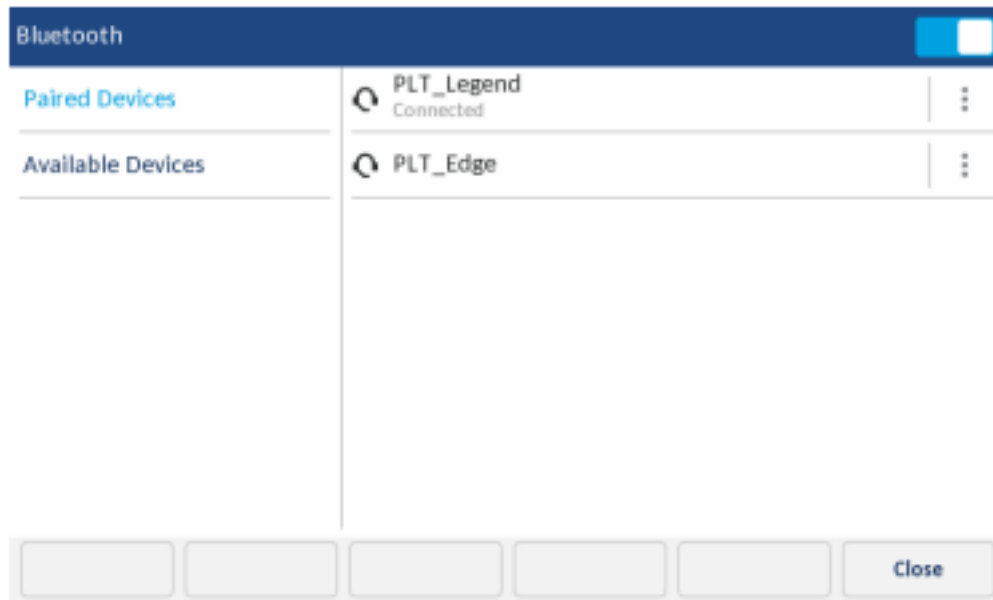 Bluetooth
Paired Devices
Available Devices
PLT_Legend
Connected
PLT_Edge
Close